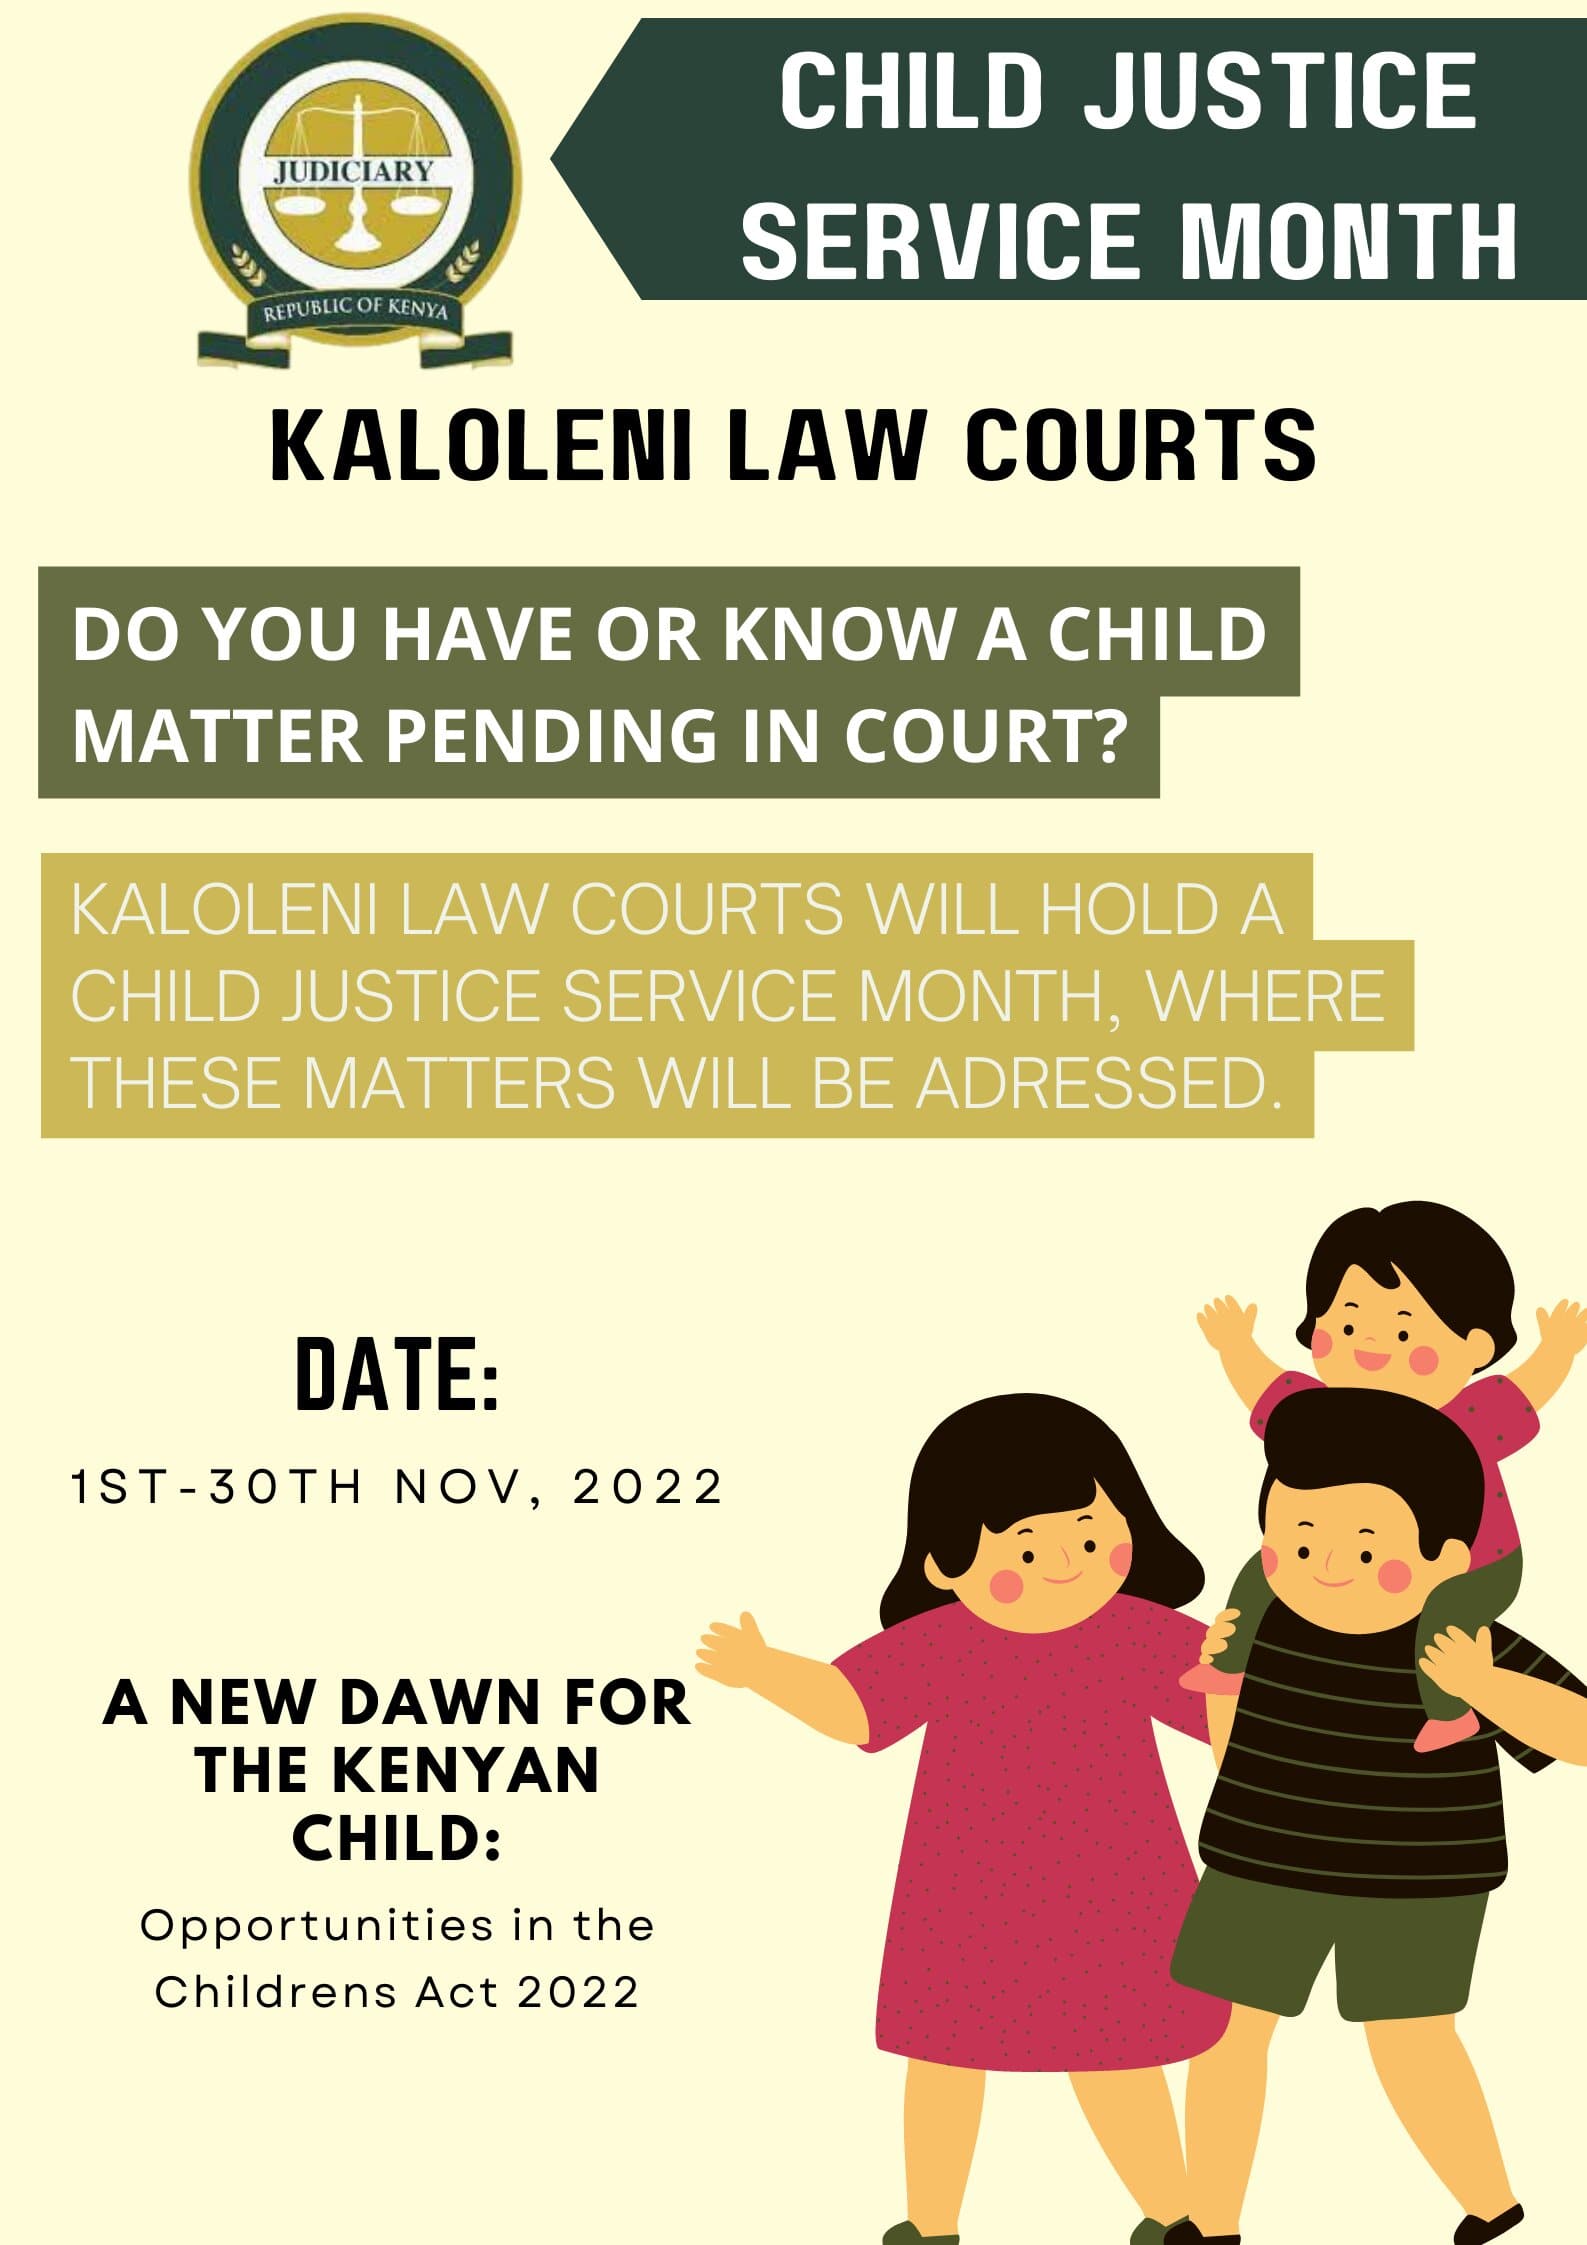 JUDICIARY
REPUBLIC OF KENYA
CHILD JUSTICE
SERVICE MONTH
KALOLENI LAW COURTS
DO YOU HAVE OR KNOW A CHILD
MATTER PENDING IN COURT?
KALOLENI LAW COURTS WILL HOLD A
CHILD JUSTICE SERVICE MONTH, WHERE
THESE MATTERS WILL BE ADRESSED.
DATE:
1ST-30TH NOV, 2022
A NEW DAWN FOR
THE KENYAN
CHILD:
Opportunities in the
Childrens Act 2022